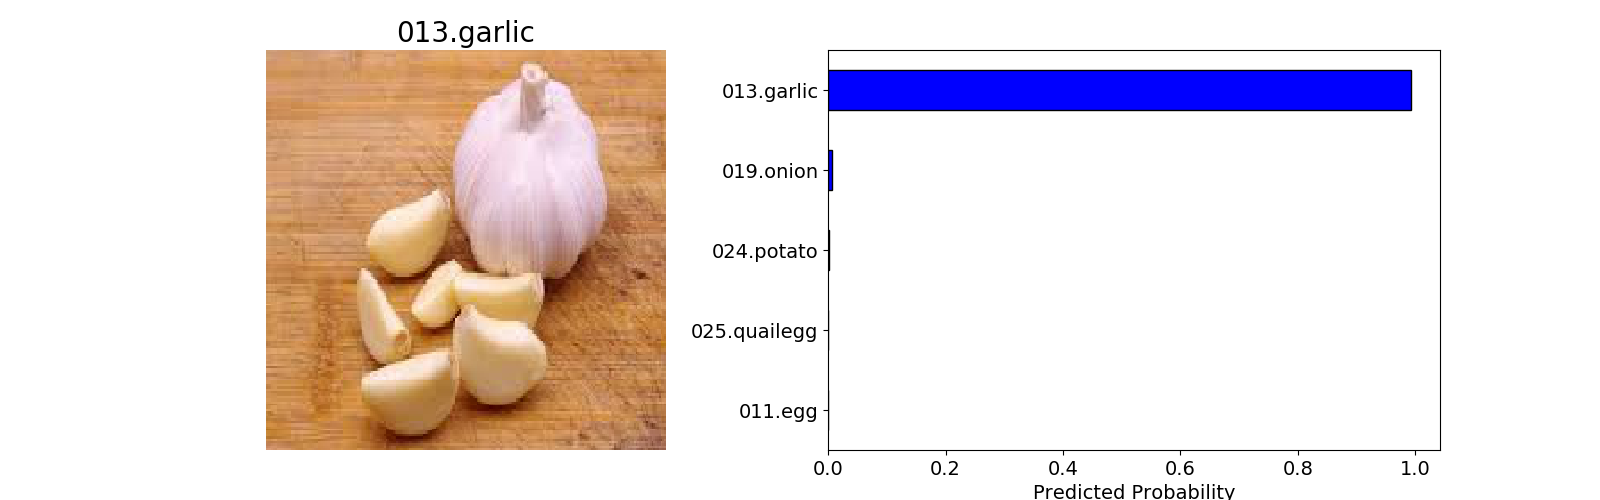 013.garlic
013.garlic
019.onion
024.potato
025.quailegg
011.egg
0.0 0.2 0.4 0.6 0.8 1.0
Predicted Probability